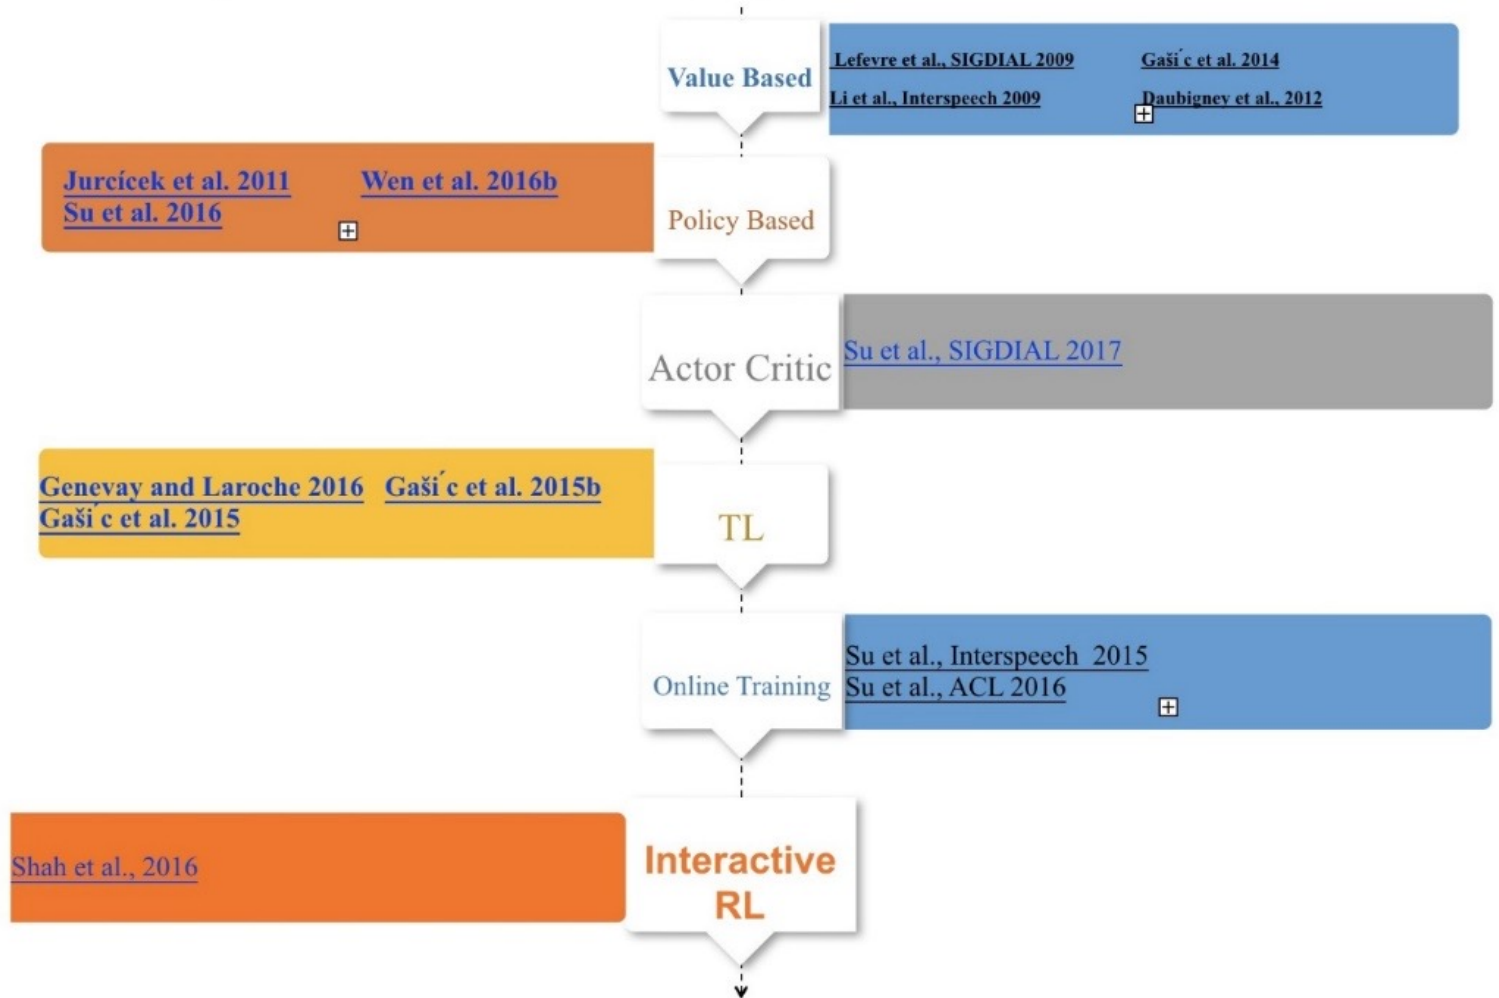 Value Based
Lefevre et al., SIGDIAL 2009 Gaši ́c et al. 2014
Li et al., Interspeech 2009 Daubigney et al., 2012
Jurcícek et al. 2011 Wen et al. 2016b
Su et al. 2016
Policy Based
Actor Critic
Su et al., SIGDIAL 2017
Genevay and Laroche 2016 Gaši ́c et al. 2015b
Gaši ́c et al. 2015
TL
Online Training
Su et al., Interspeech 2015
Su et al., ACL 2016
Shah et al., 2016
Interactive
RL